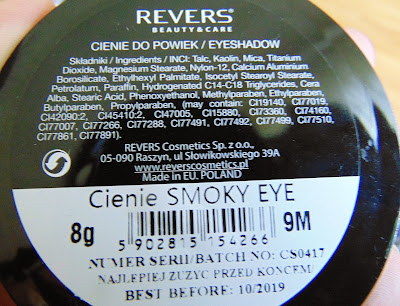 REVERS®
BEAUTY&CARE
CIENIE DO POWIEK / EYESHADOW
Składniki / Ingredients / INCI: Talc, Kaolin, Mica, Titanium
Dioxide, Magnesium Stearate, Nylon-12, Calcium Aluminium
Borosilicate, Ethylhexyl Palmitate, Isocetyl Stearoyl Stearate,
Petrolatum, Paraffin, Hydrogenated C14-C18 Triglycerides, Cera
Alba, Stearic Acid, Phenoxyethanol, Methylparaben, Ethylparaben,
Butylparaben, Propylparaben, (may contain: CI19140, CI77019,
CI42090:2, CI45410:2, CI47005, CI15880, CI73360, CI74160,
CI77007, CI77266, CI77288, CI77491, CI77492, CI77499, CI77510,
CI77861, CI77891).
REVERS Cosmetics Sp. z o.o.
05-090 Raszyn, ul. Słowikowskiego 39A
www.reverscosmetics.pl
Made in EU. POLAND
Cienie SMOKY EYE
8g
9M
5 902815 154266
NUMER SERII/BATCH NO: CS0417
NAJLEPIEJ ZUZYC PRZED KONCEM/
BEST BEFORE: 10/2019